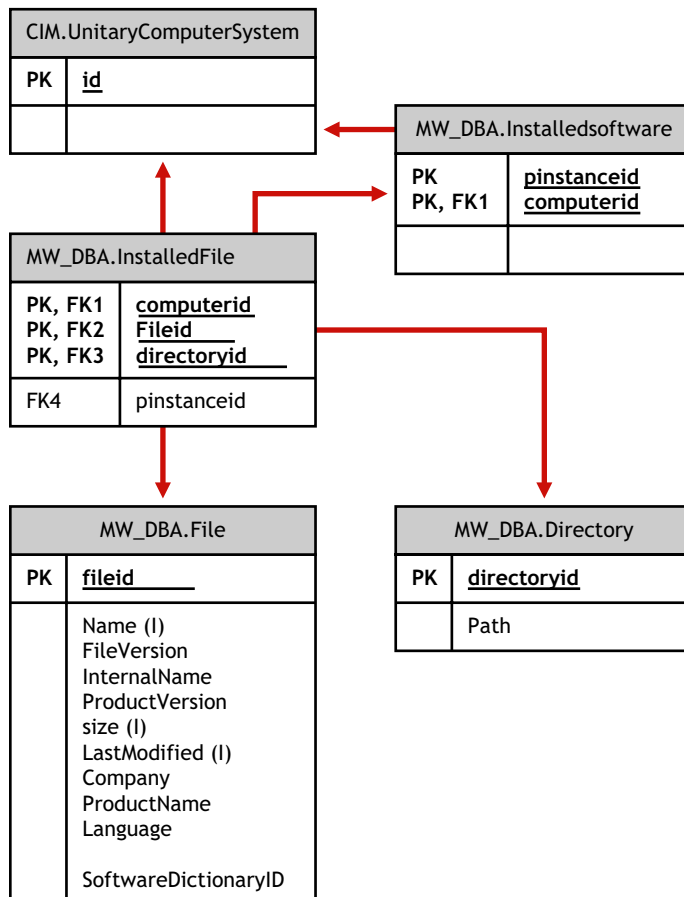 CIM.UnitaryComputerSystem
PK id
MW_DBA.Installedsoftware
PK pinstanceid
PK, FK1 computerid
MW_DBA.InstalledFile
PK, FK1 computerid
PK, FK2 Fileid
PK, FK3 directoryid
FK4 pinstanceid
MW_DBA.File
PK fileid
Name (I)
FileVersion
InternalName
ProductVersion
size (I)
LastModified (I)
Company
ProductName
Language
SoftwareDictionaryID
MW_DBA.Directory
PK directoryid
Path